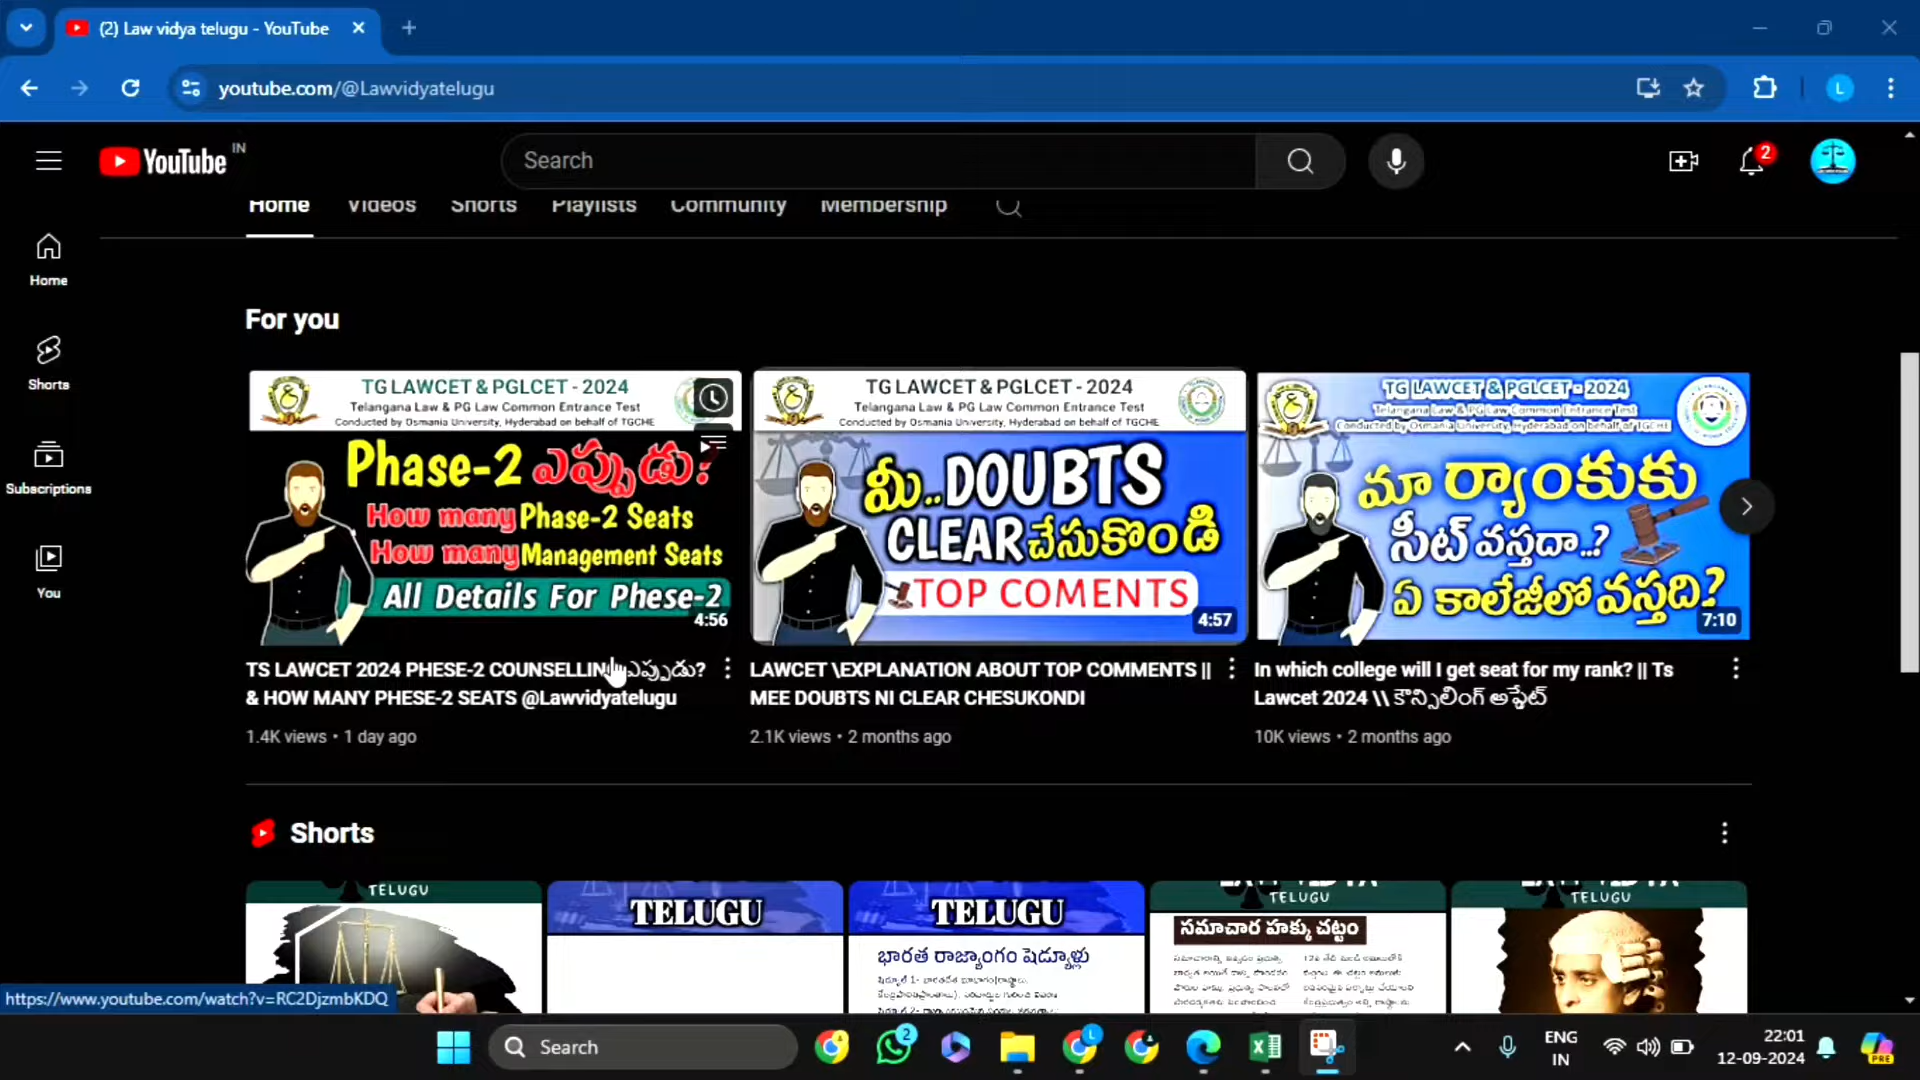 (2) Law vidya telugu - YouTube
youtube.com/@Lawvidyatelugu
L
YouTube IN
Search
2
Home Videos Shorts Playlists Community Membership
Home
Shorts
Subscriptions
You
For you
TG LAWCET & PGLCET - 2024
Telangana Law & PG Law Common Entrance Test
Conducted by Osmania University, Hyderabad on behalf of TGCHE
Phase-2 ఎప్పుడు?
How many Phase-2 Seats
How many Management Seats
All Details For Phese-2
4:56
TS LAWCET 2024 PHESE-2 COUNSELLING ఎప్పుడు?
& HOW MANY PHESE-2 SEATS @Lawvidyatelugu
1.4K views • 1 day ago
TG LAWCET & PGLCET - 2024
Telangana Law & PG Law Common Entrance Test
Conducted by Osmania University, Hyderabad on behalf of TGCHE
మీ..DOUBTS
CLEAR చేసుకొండి
TOP COMENTS
4:57
LAWCET \EXPLANATION ABOUT TOP COMMENTS ||
MEE DOUBTS NI CLEAR CHESUKONDI
2.1K views • 2 months ago
TG LAWCET & PGLCET - 2024
Telangana Law & PG Law Common Entrance Test
Conducted by Osmania University, Hyderabad on behalf of TGCHE
మా ర్యాంకుకు
సీట్ వస్తదా..?
ఏ కాలేజీలో వస్తది?
7:10
In which college will I get seat for my rank? || Ts
Lawcet 2024 \\ కౌన్సిలింగ్ అప్డేట్
10K views • 2 months ago
Shorts
TELUGU
TELUGU
TELUGU
భారత రాజ్యాంగం షెడ్యూళ్లు
TELUGU
సమాచార హక్కు చట్టం
TELUGU
https://www.youtube.com/watch?v=RC2DjzmbKDQ
Search
2
L
ENG
IN
22:01
12-09-2024
PRE